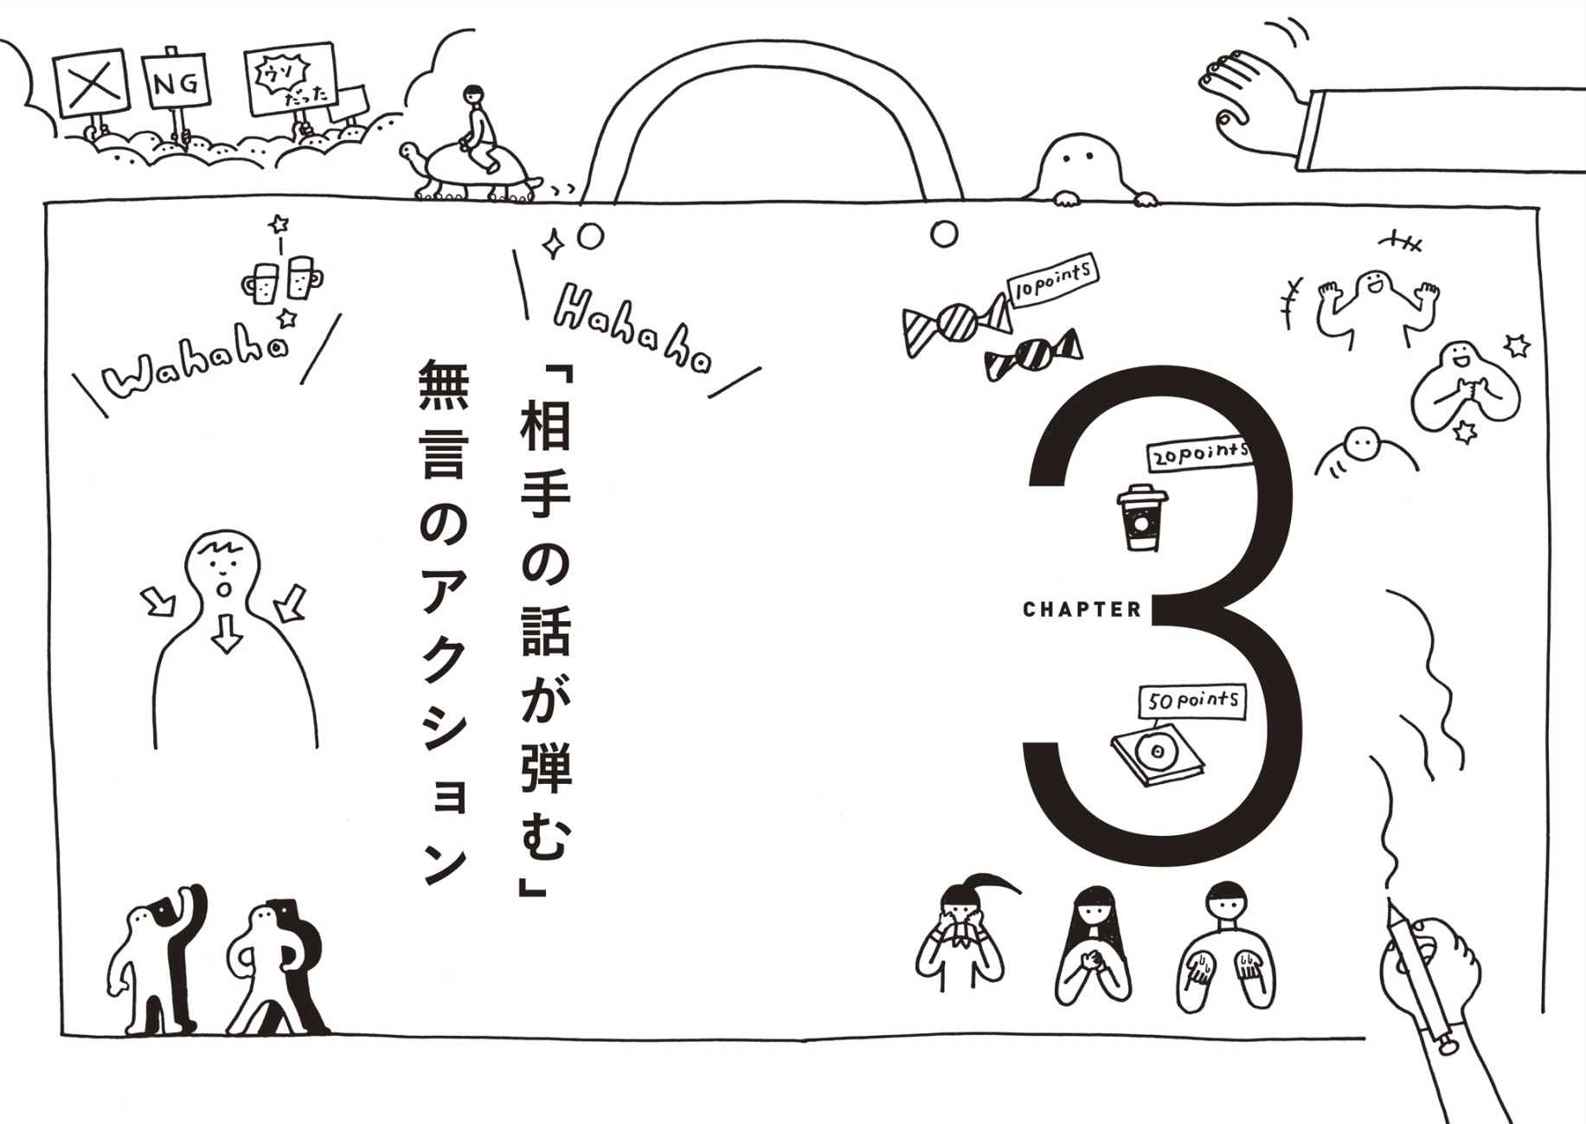 NG
ウソ
だった
Wahaha
Hahaha
10points
20points
CHAPTER
3
50points
「相手の話が弾む」
無言のアクション